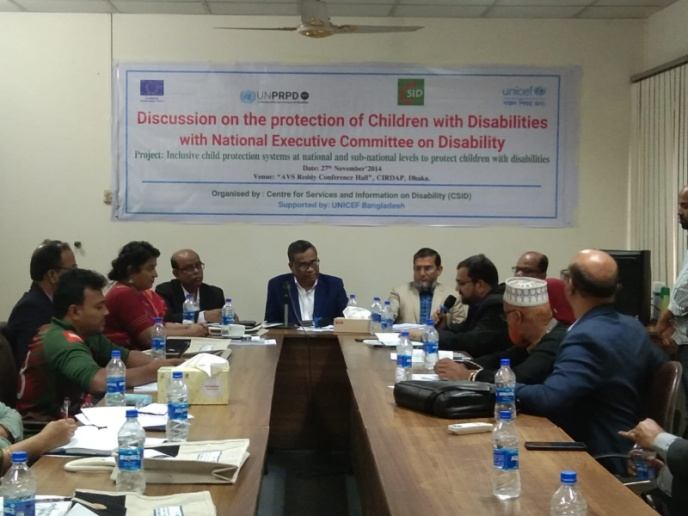 UNPRPD
CSID
unicef
Discussion on the protection of Children with Disabilities
with National Executive Committee on Disability
Project: Inclusive child protection systems at national and sub-national levels to protect children with disabilities
Date: 27th November'2014
Venue: "AVS Reddy Conference Hall", CIRDAP, Dhaka.
Organised by : Centre for Services and Information on Disability (CSID)
Supported by: UNICEF Bangladesh